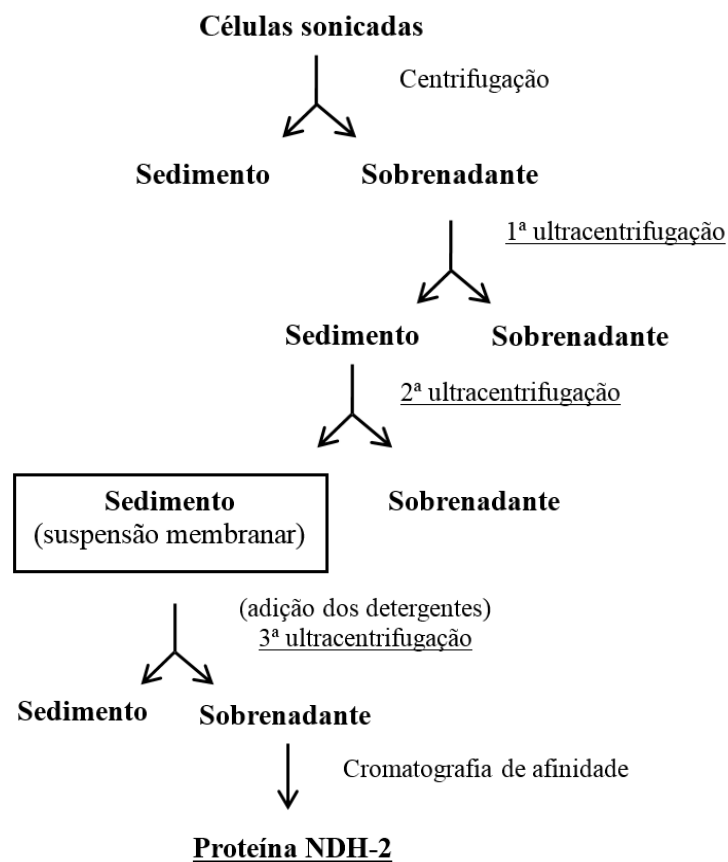 Células sonicadas
Centrifugação
Sedimento
Sobrenadante
1ª ultracentrifugação
Sedimento
Sobrenadante
2ª ultracentrifugação
Sedimento
(suspensão membranar)
Sobrenadante
(adição dos detergentes)
3ª ultracentrifugação
Sedimento
Sobrenadante
Cromatografia de afinidade
Proteína NDH-2